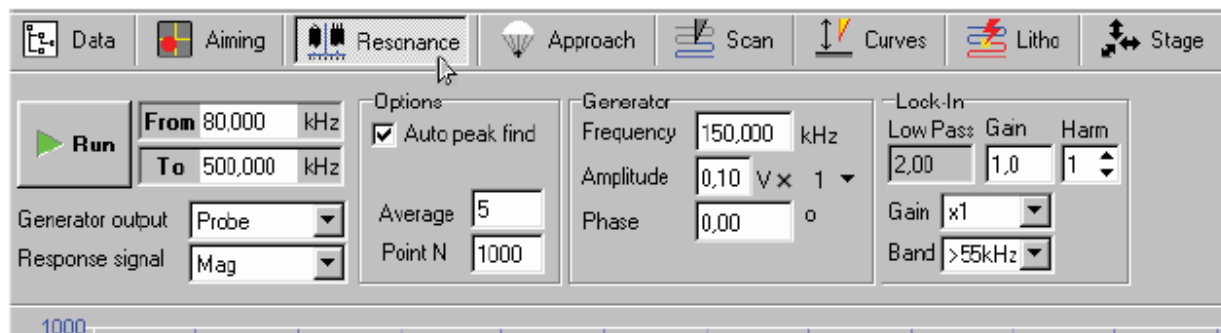 Data Aiming Resonance Approach Scan Curves Litho Stage
Run
From 80,000 kHz
To 500,000 kHz
Generator output Probe
Response signal Mag
Options
Auto peak find
Average 5
Point N 1000
Generator
Frequency 150,000 kHz
Amplitude 0,10 V × 1
Phase 0,00 °
Lock-In
Low Pass Gain Harm
2,00 1,0 1
Gain x1
Band >55kHz
1000